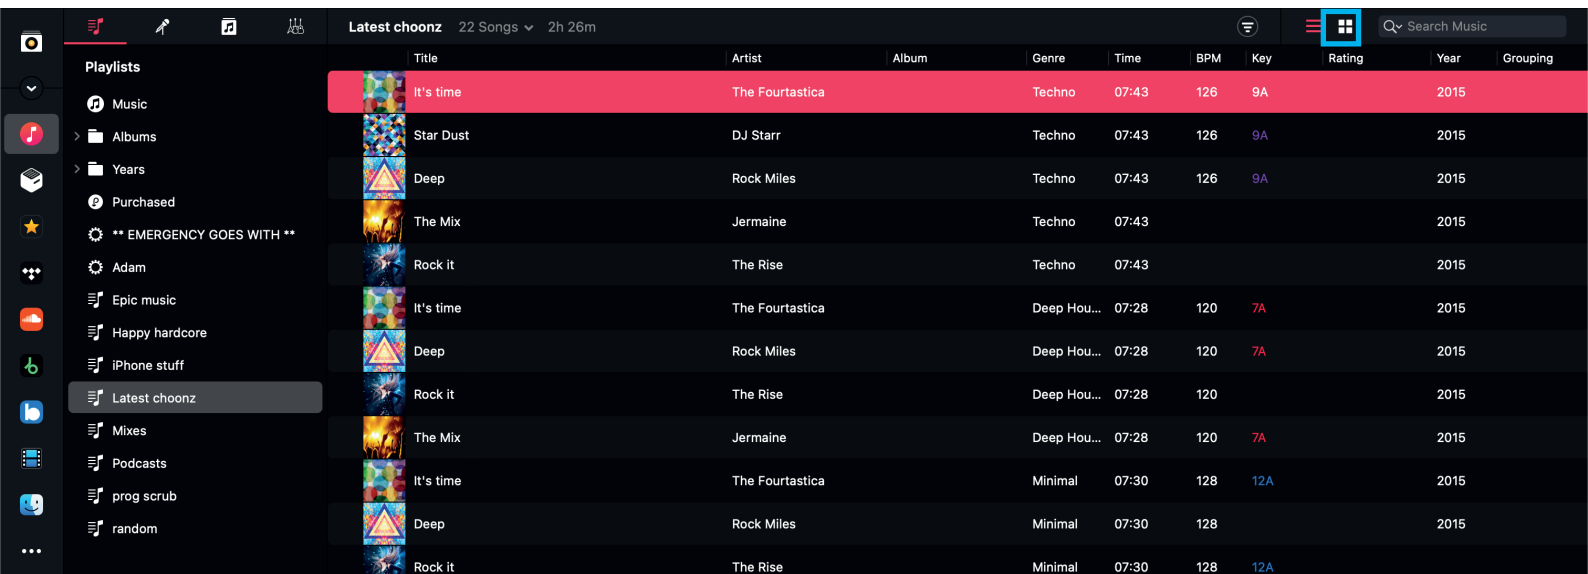 Latest choonz 22 Songs 2h 26m Search Music
Playlists
Music
Albums
Years
Purchased
** EMERGENCY GOES WITH **
Adam
Epic music
Happy hardcore
iPhone stuff
Latest choonz
Mixes
Podcasts
prog scrub
random
Title Artist Album Genre Time BPM Key Rating Year Grouping
It's time The Fourtastica Techno 07:43 126 9A 2015
Star Dust DJ Starr Techno 07:43 126 9A 2015
Deep Rock Miles Techno 07:43 126 9A 2015
The Mix Jermaine Techno 07:43 2015
Rock it The Rise Techno 07:43 2015
It's time The Fourtastica Deep Hou... 07:28 120 7A 2015
Deep Rock Miles Deep Hou... 07:28 120 7A 2015
Rock it The Rise Deep Hou... 07:28 120 2015
The Mix Jermaine Deep Hou... 07:28 120 7A 2015
It's time The Fourtastica Minimal 07:30 128 12A 2015
Deep Rock Miles Minimal 07:30 128 2015
Rock it The Rise Minimal 07:30 128 12A